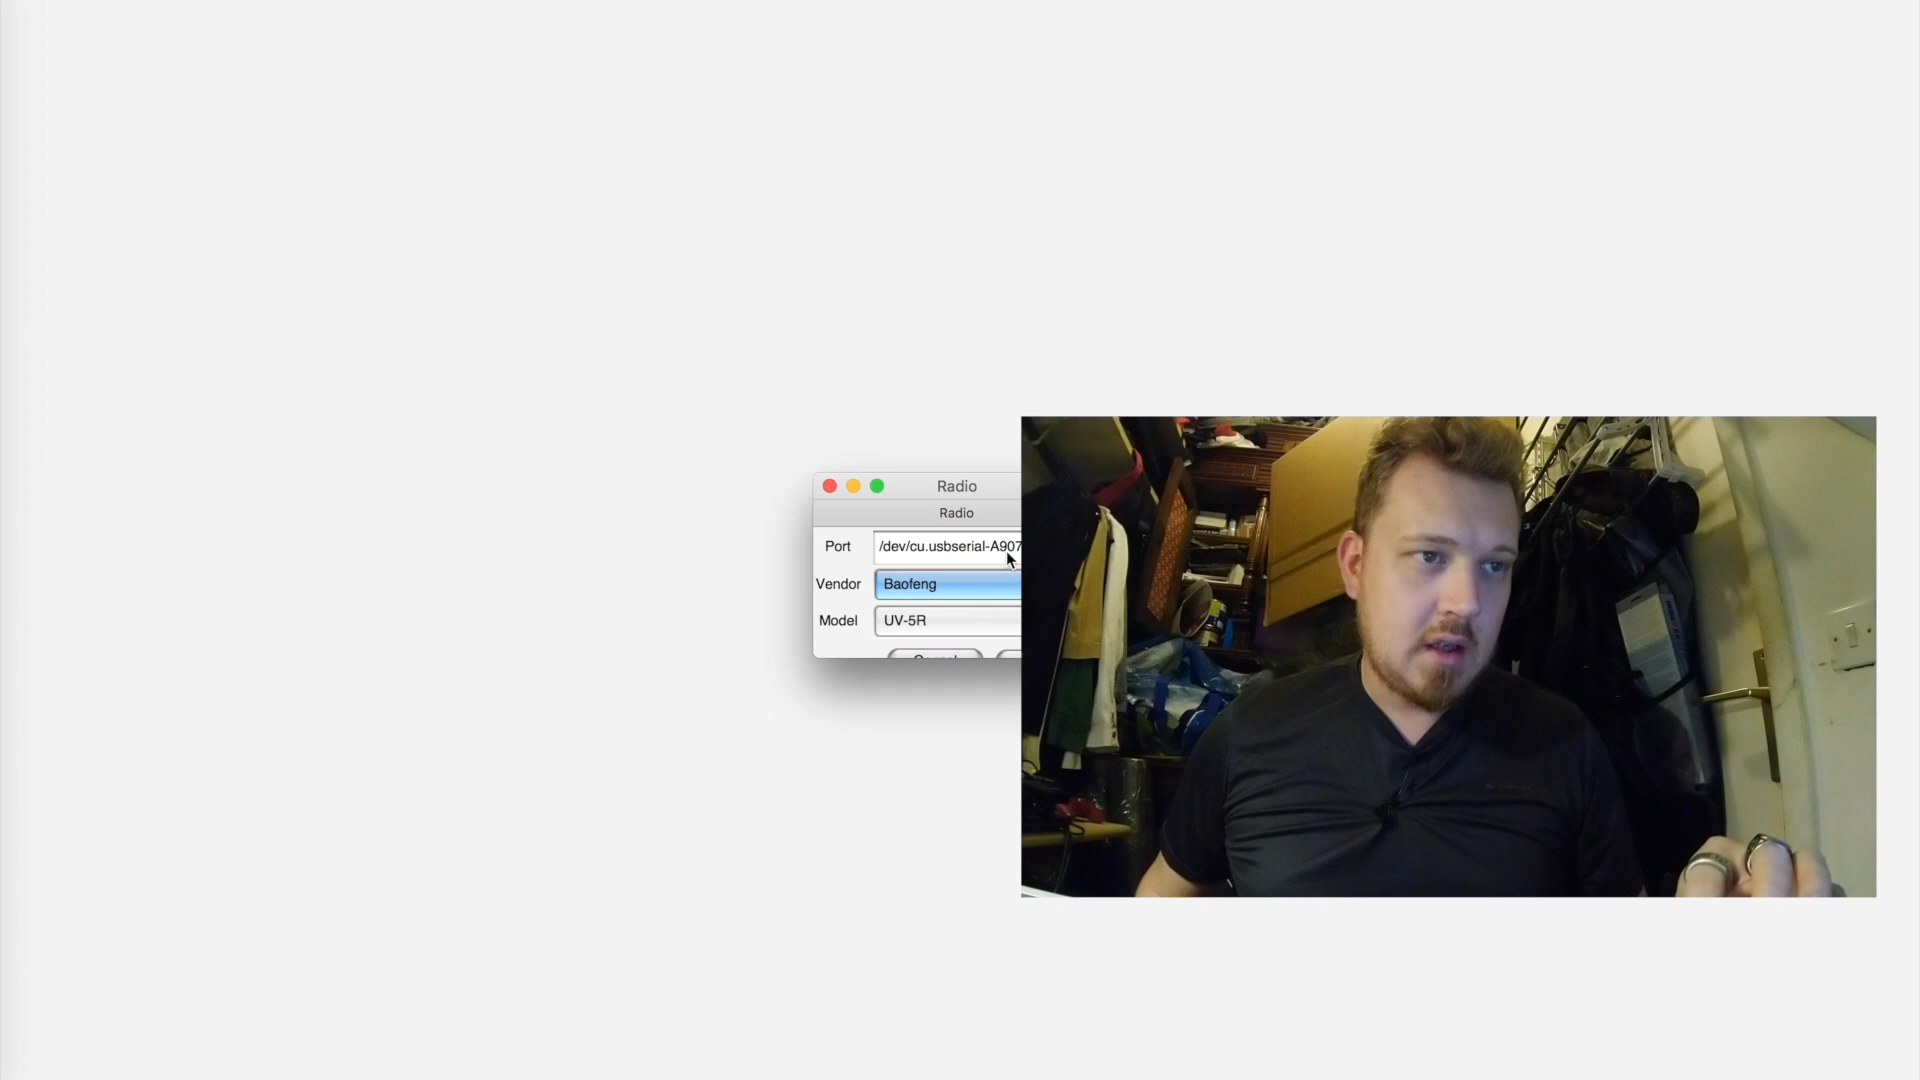 Radio
Radio
Port /dev/cu.usbserial-A907
Vendor Baofeng
Model UV-5R